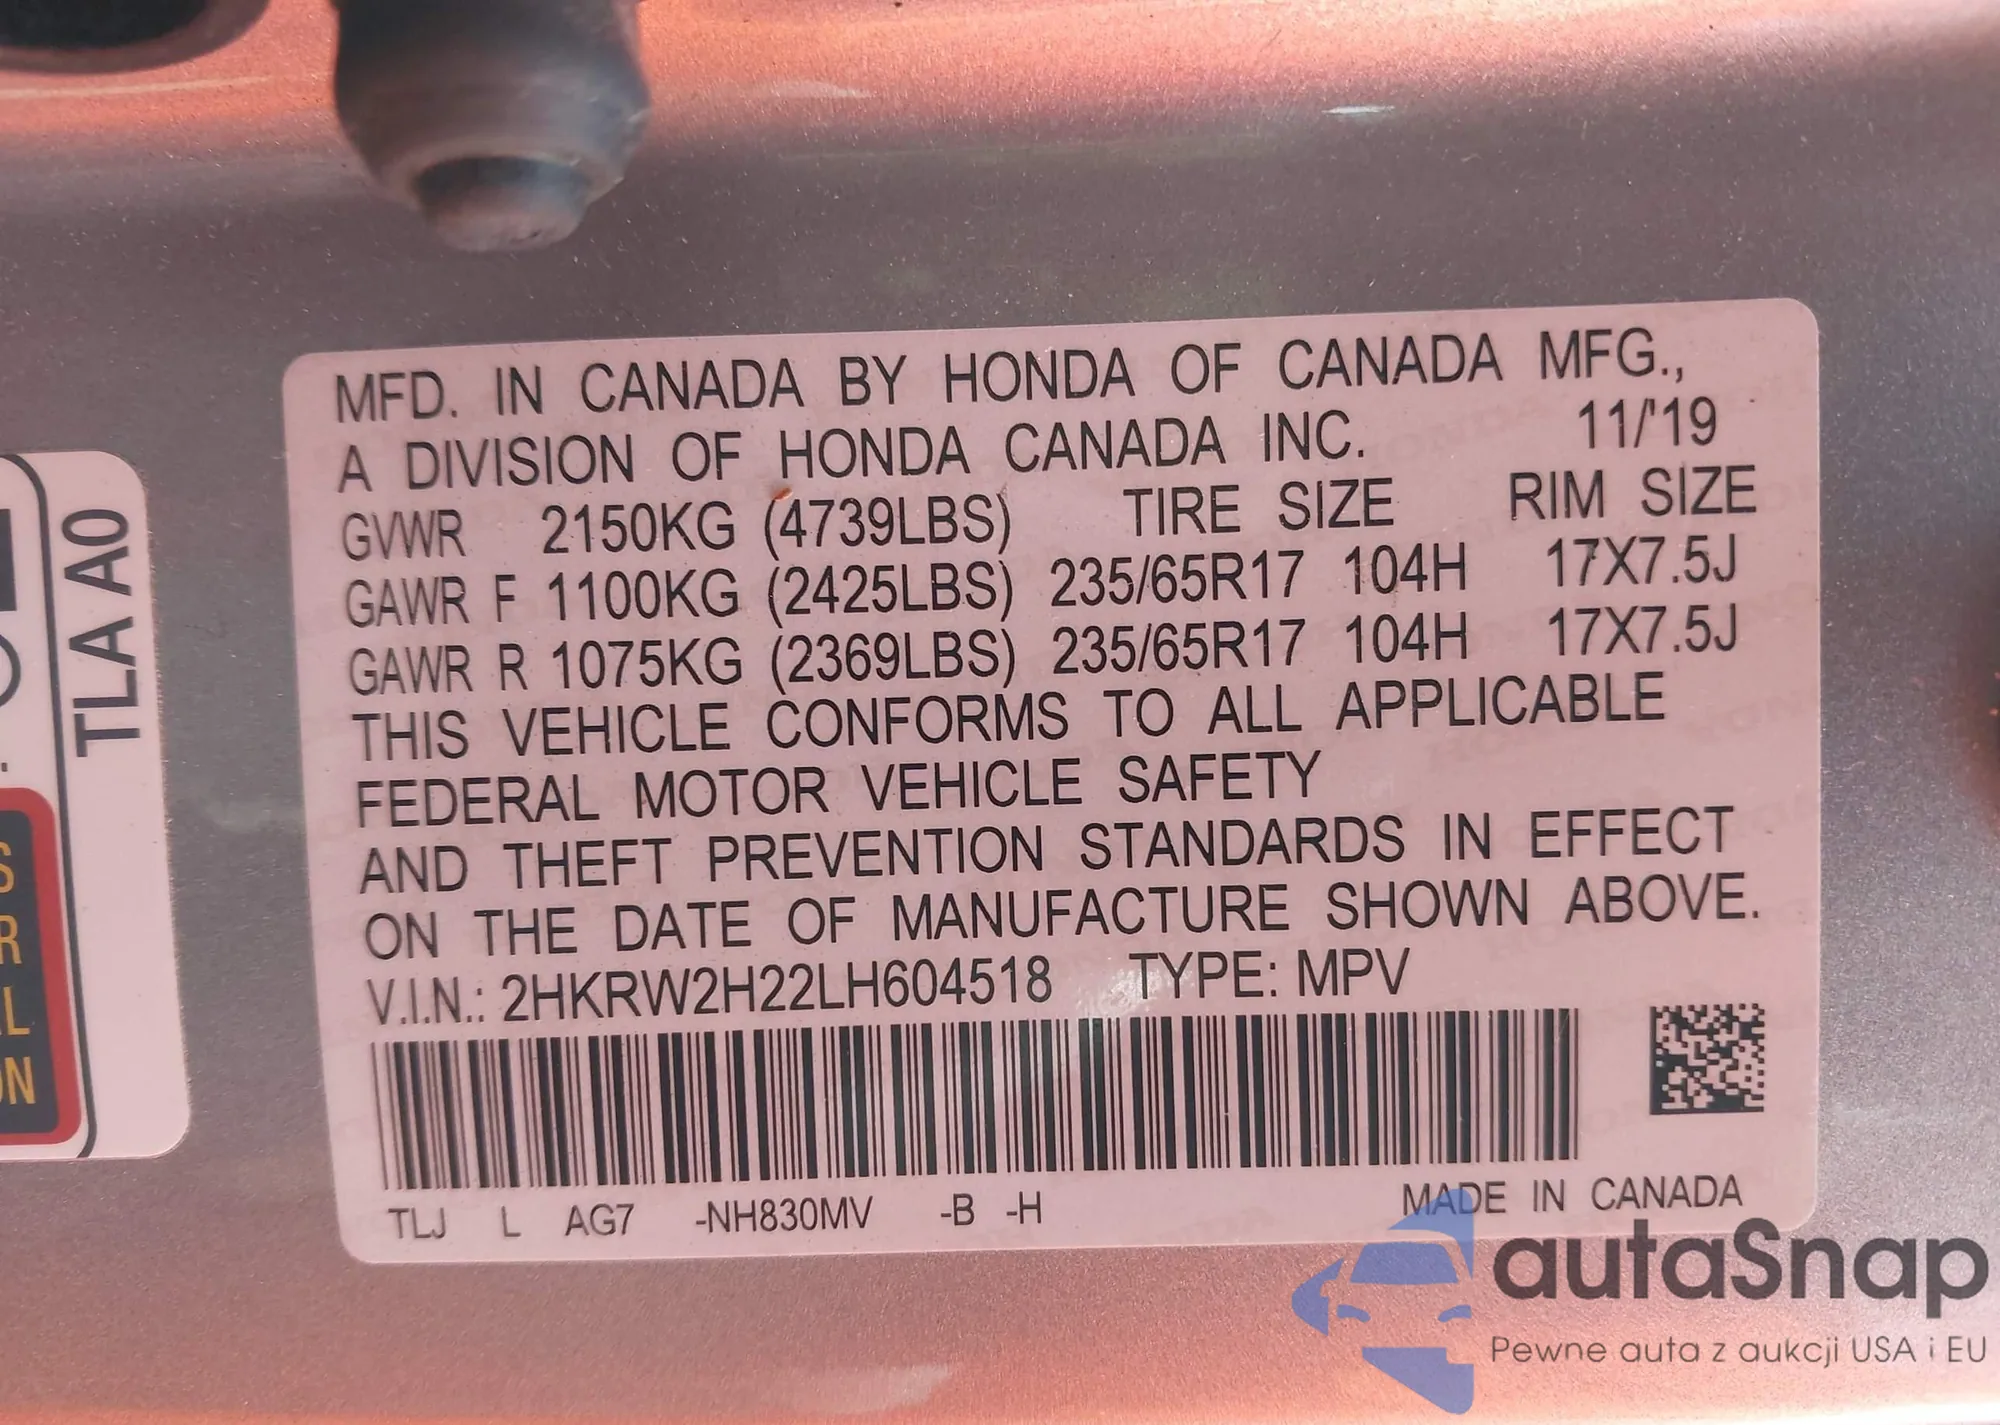 MFD. IN CANADA BY HONDA OF CANADA MFG.,
A DIVISION OF HONDA CANADA INC. 11/'19
GVWR 2150KG (4739LBS) TIRE SIZE RIM SIZE
GAWR F 1100KG (2425LBS) 235/65R17 104H 17X7.5J
GAWR R 1075KG (2369LBS) 235/65R17 104H 17X7.5J
THIS VEHICLE CONFORMS TO ALL APPLICABLE
FEDERAL MOTOR VEHICLE SAFETY
AND THEFT PREVENTION STANDARDS IN EFFECT
ON THE DATE OF MANUFACTURE SHOWN ABOVE.
V.I.N.: 2HKRW2H22LH604518 TYPE: MPV
TLJ L AG7 -NH830MV -B -H MADE IN CANADA
TLA A0
autaSnap
Pewne auta z aukcji USA i EU